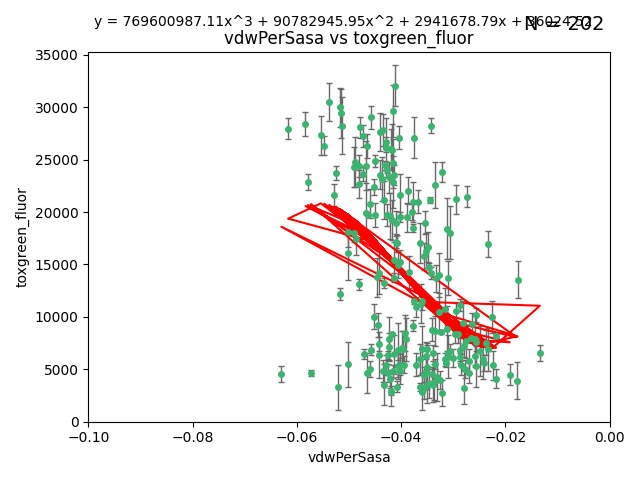 y = 769600987.11x^3 + 90782945.95x^2 + 2941678.79x +
N = 202
vdwPerSasa vs toxgreen_fluor
35000
30000
25000
20000
15000
10000
5000
0
toxgreen_fluor
−0.10 −0.08 −0.06 −0.04 −0.02 0.00
vdwPerSasa